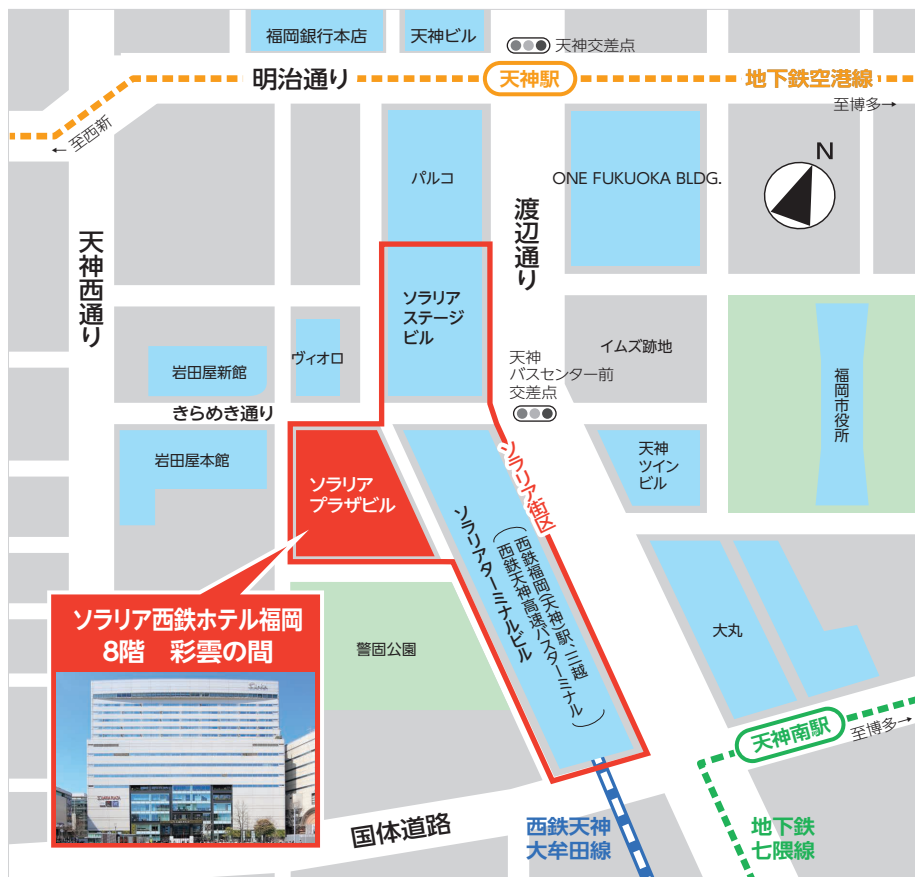 福岡銀行本店
天神ビル
天神交差点
明治通り
天神駅
地下鉄空港線
至博多→
← 至西新
パルコ
ONE FUKUOKA BLDG.
N
渡辺通り
天神西通り
ソラリア
ステージ
ビル
イムズ跡地
天神
バスセンター前
交差点
福岡市役所
岩田屋新館
ヴィオロ
きらめき通り
岩田屋本館
ソラリア
プラザビル
ソラリア街区
天神
ツイン
ビル
ソラリアターミナルビル
(西鉄福岡(天神)駅、三越
西鉄天神高速バスターミナル)
ソラリア西鉄ホテル福岡
8階 彩雲の間
警固公園
大丸
天神南駅
至博多→
国体道路
西鉄天神
大牟田線
地下鉄
七隈線